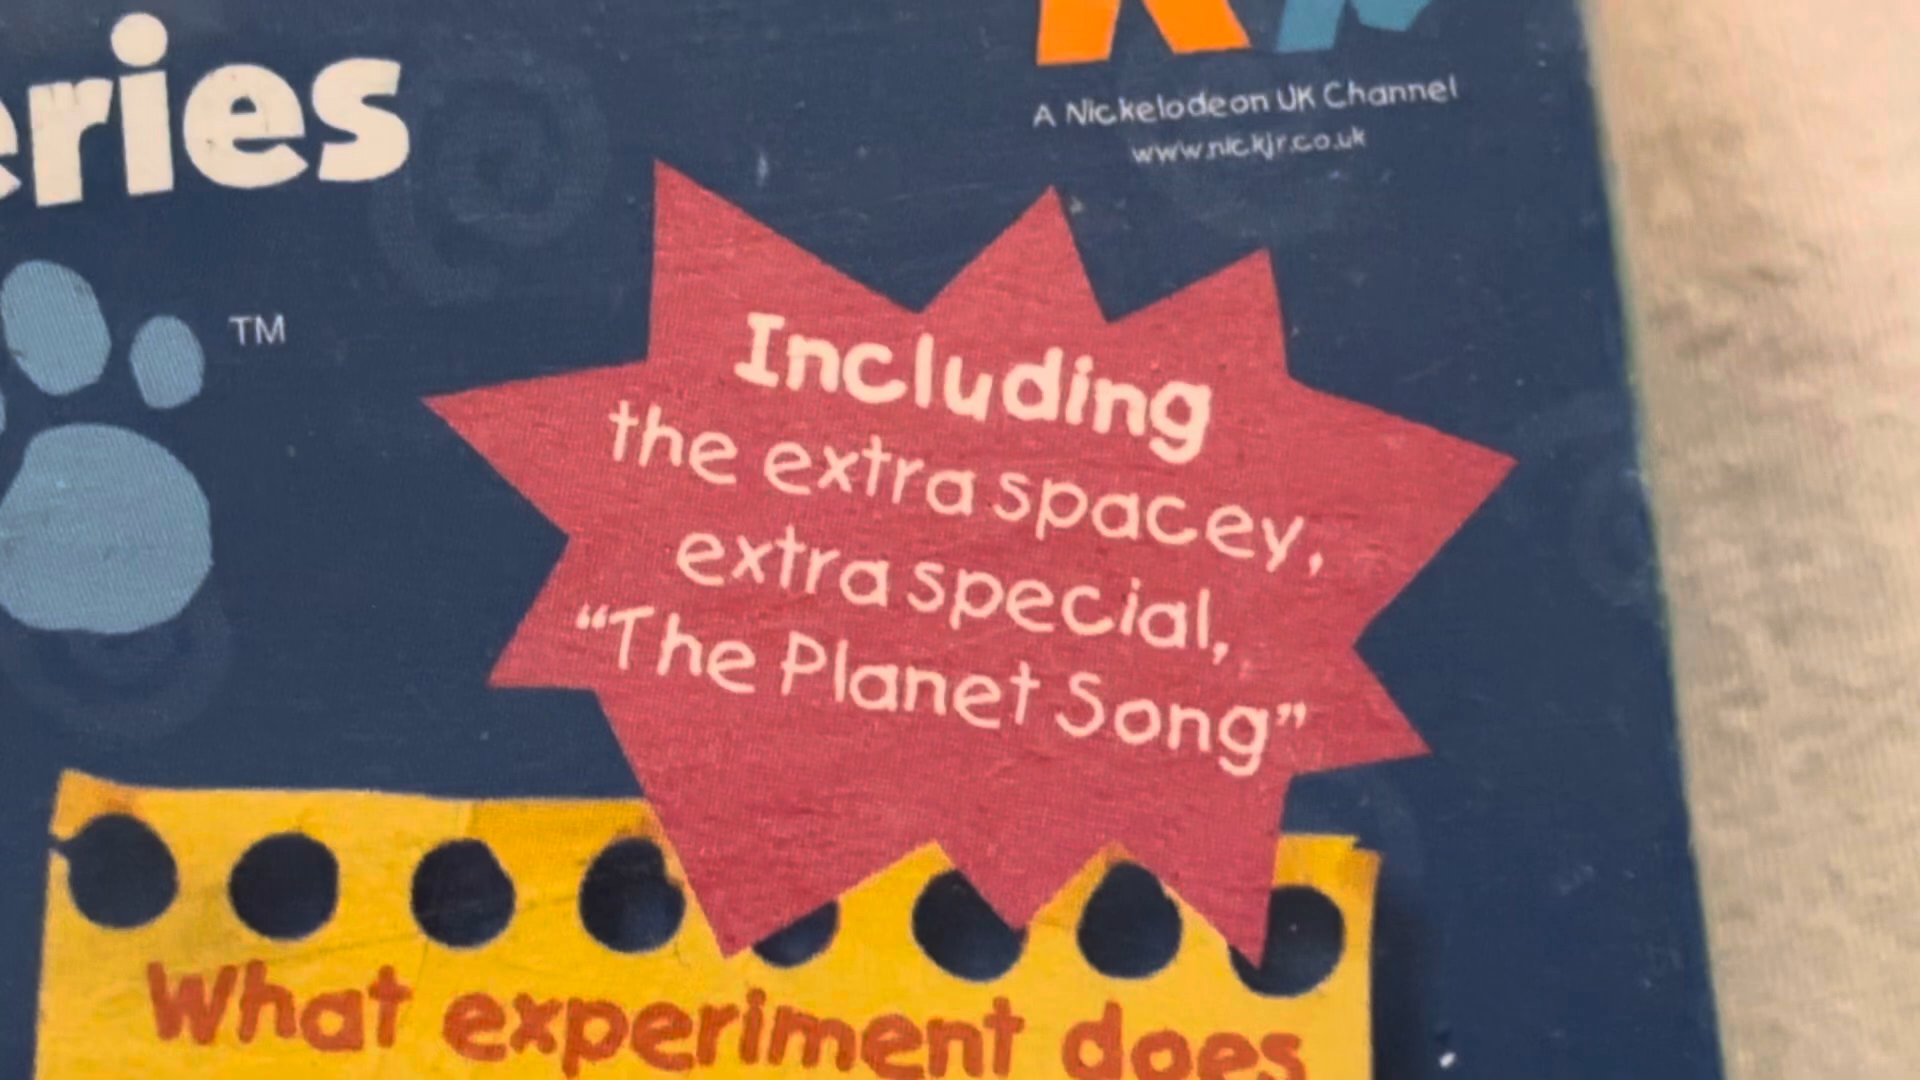 eries
A Nickelodeon UK Channel
www.nickjr.co.uk
TM
Including
the extra spacey,
extra special,
“The Planet Song”
What experiment does